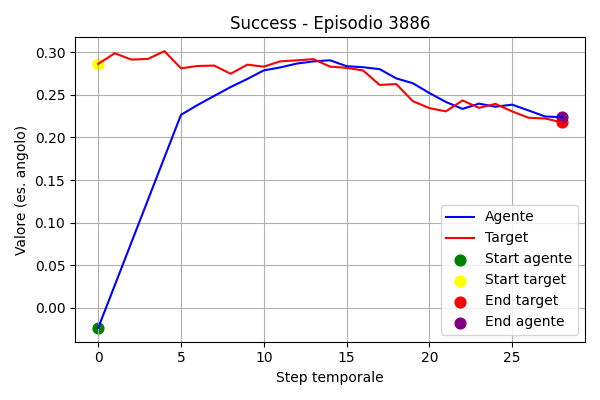 Success - Episodio 3886
Valore (es. angolo)
0.30
0.25
0.20
0.15
0.10
0.05
0.00
0
5
10
15
20
25
Step temporale
Agente
Target
Start agente
Start target
End target
End agente